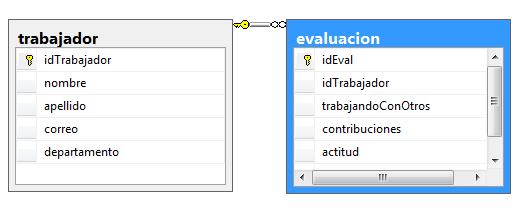 trabajador
idTrabajador
nombre
apellido
correo
departamento
evaluacion
idEval
idTrabajador
trabajandoConOtros
contribuciones
actitud